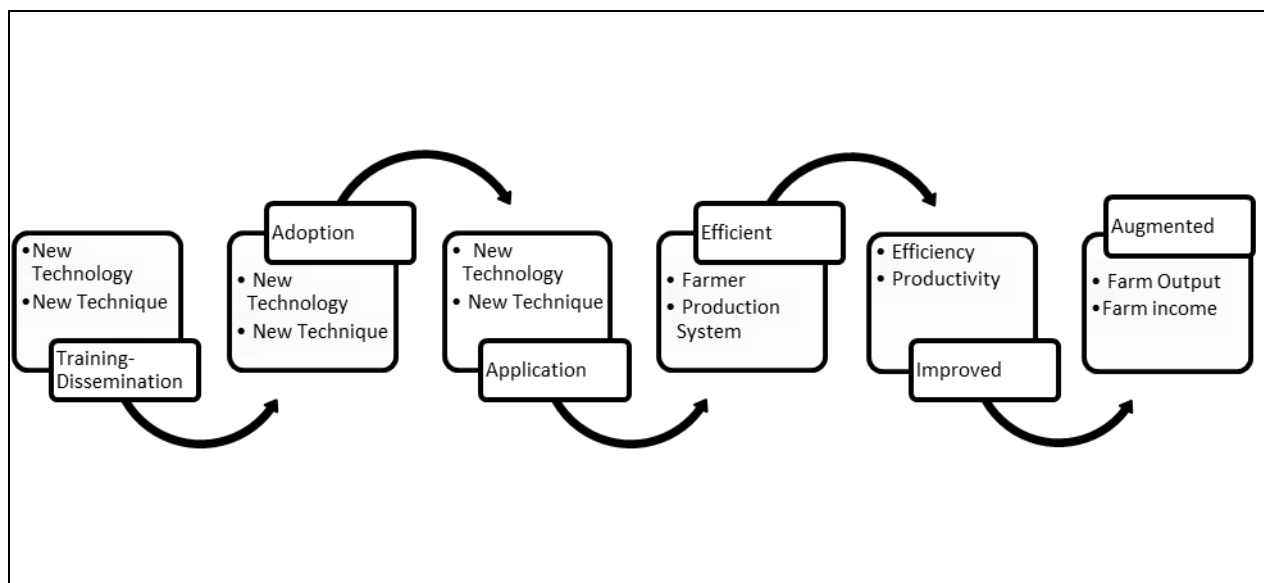 • New
Technology
• New Technique
Training-
Dissemination
Adoption
• New
Technology
• New Technique
• New
Technology
• New Technique
Application
Efficient
• Farmer
• Production
System
• Efficiency
• Productivity
Improved
Augmented
• Farm Output
• Farm income